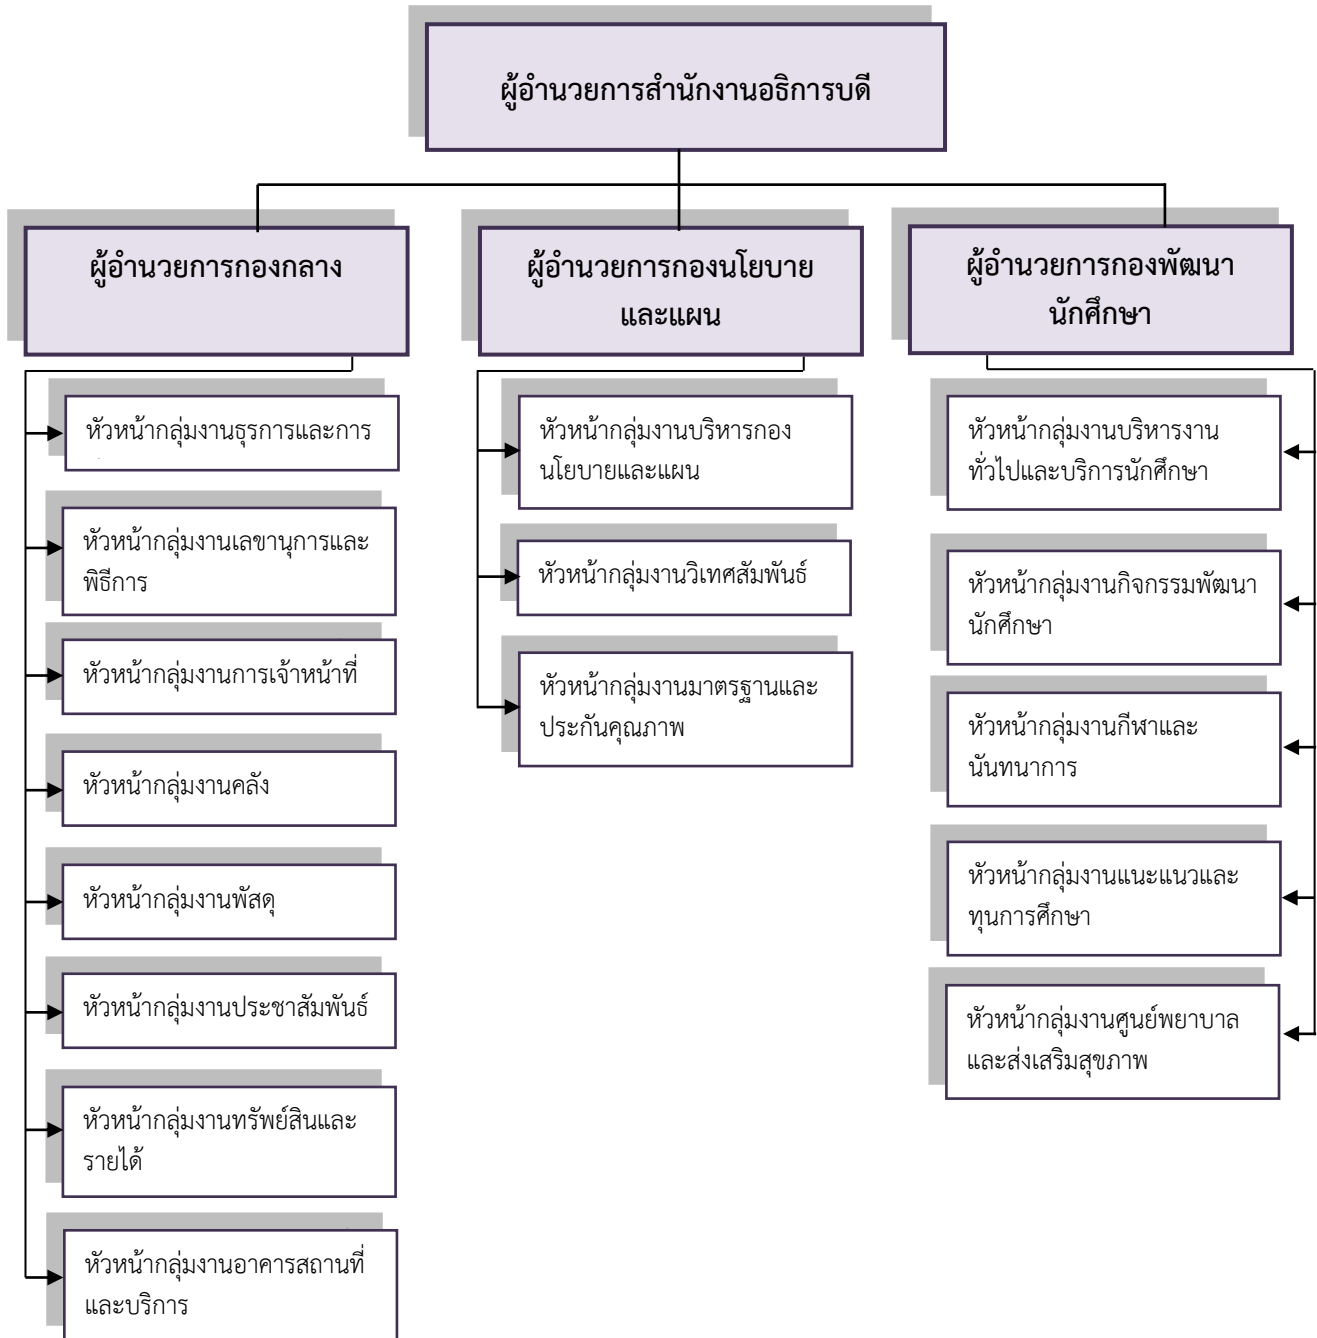 ผู้อำนวยการสำนักงานอธิการบดี
ผู้อำนวยการกองกลาง
หัวหน้ากลุ่มงานธุรการและการ
หัวหน้ากลุ่มงานเลขานุการและ
พิธีการ
หัวหน้ากลุ่มงานการเจ้าหน้าที่
หัวหน้ากลุ่มงานคลัง
หัวหน้ากลุ่มงานพัสดุ
หัวหน้ากลุ่มงานประชาสัมพันธ์
หัวหน้ากลุ่มงานทรัพย์สินและ
รายได้
หัวหน้ากลุ่มงานอาคารสถานที่
และบริการ
ผู้อำนวยการกองนโยบาย
และแผน
หัวหน้ากลุ่มงานบริหารกอง
นโยบายและแผน
หัวหน้ากลุ่มงานวิเทศสัมพันธ์
หัวหน้ากลุ่มงานมาตรฐานและ
ประกันคุณภาพ
ผู้อำนวยการกองพัฒนา
นักศึกษา
หัวหน้ากลุ่มงานบริหารงาน
ทั่วไปและบริการนักศึกษา
หัวหน้ากลุ่มงานกิจกรรมพัฒนา
นักศึกษา
หัวหน้ากลุ่มงานกีฬาและ
นันทนาการ
หัวหน้ากลุ่มงานแนะแนวและ
ทุนการศึกษา
หัวหน้ากลุ่มงานศูนย์พยาบาล
และส่งเสริมสุขภาพ